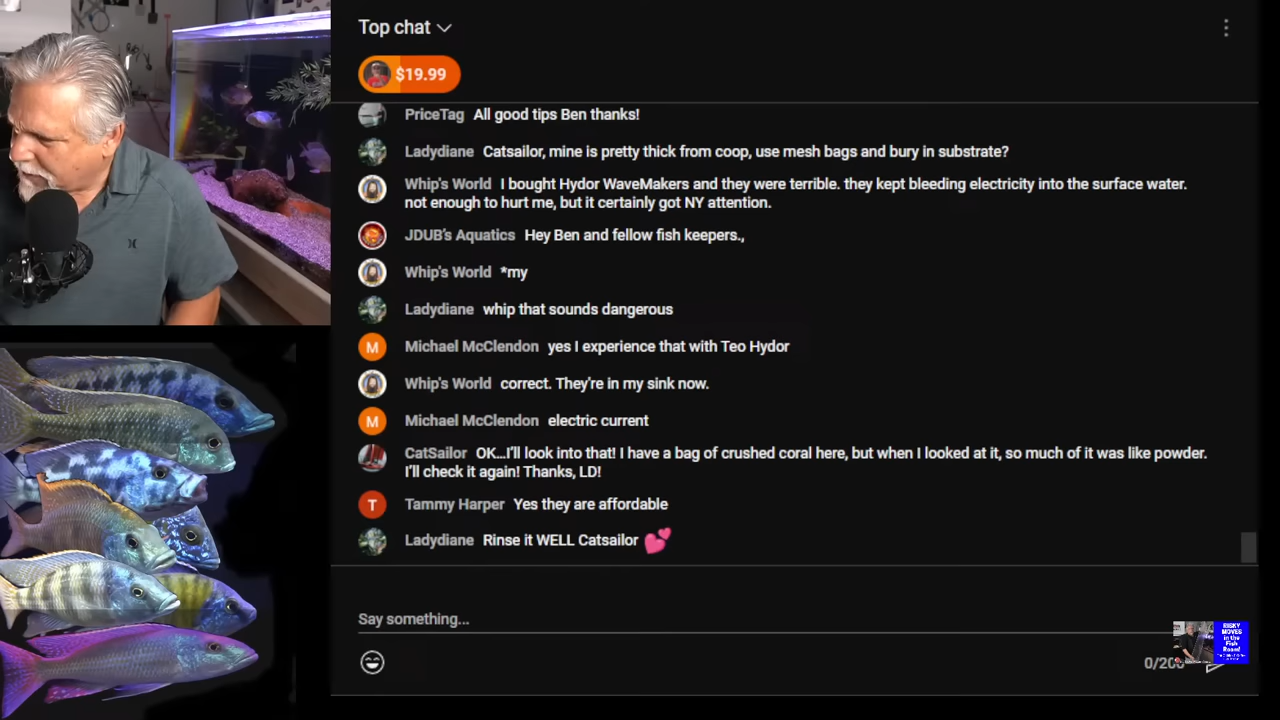 Top chat
$19.99
PriceTag All good tips Ben thanks!
Ladydiane Catsailor, mine is pretty thick from coop, use mesh bags and bury in substrate?
Whip's World I bought Hydor WaveMakers and they were terrible. they kept bleeding electricity into the surface water.
not enough to hurt me, but it certainly got NY attention.
JDUB's Aquatics Hey Ben and fellow fish keepers.,
Whip's World *my
Ladydiane whip that sounds dangerous
M Michael McClendon yes I experience that with Teo Hydor
Whip's World correct. They're in my sink now.
M Michael McClendon electric current
CatSailor OK...I'll look into that! I have a bag of crushed coral here, but when I looked at it, so much of it was like powder.
I'll check it again! Thanks, LD!
T Tammy Harper Yes they are affordable
Ladydiane Rinse it WELL Catsailor 💕
Say something...
RISKY
MOVES
in the
Fish
Room!
0/200